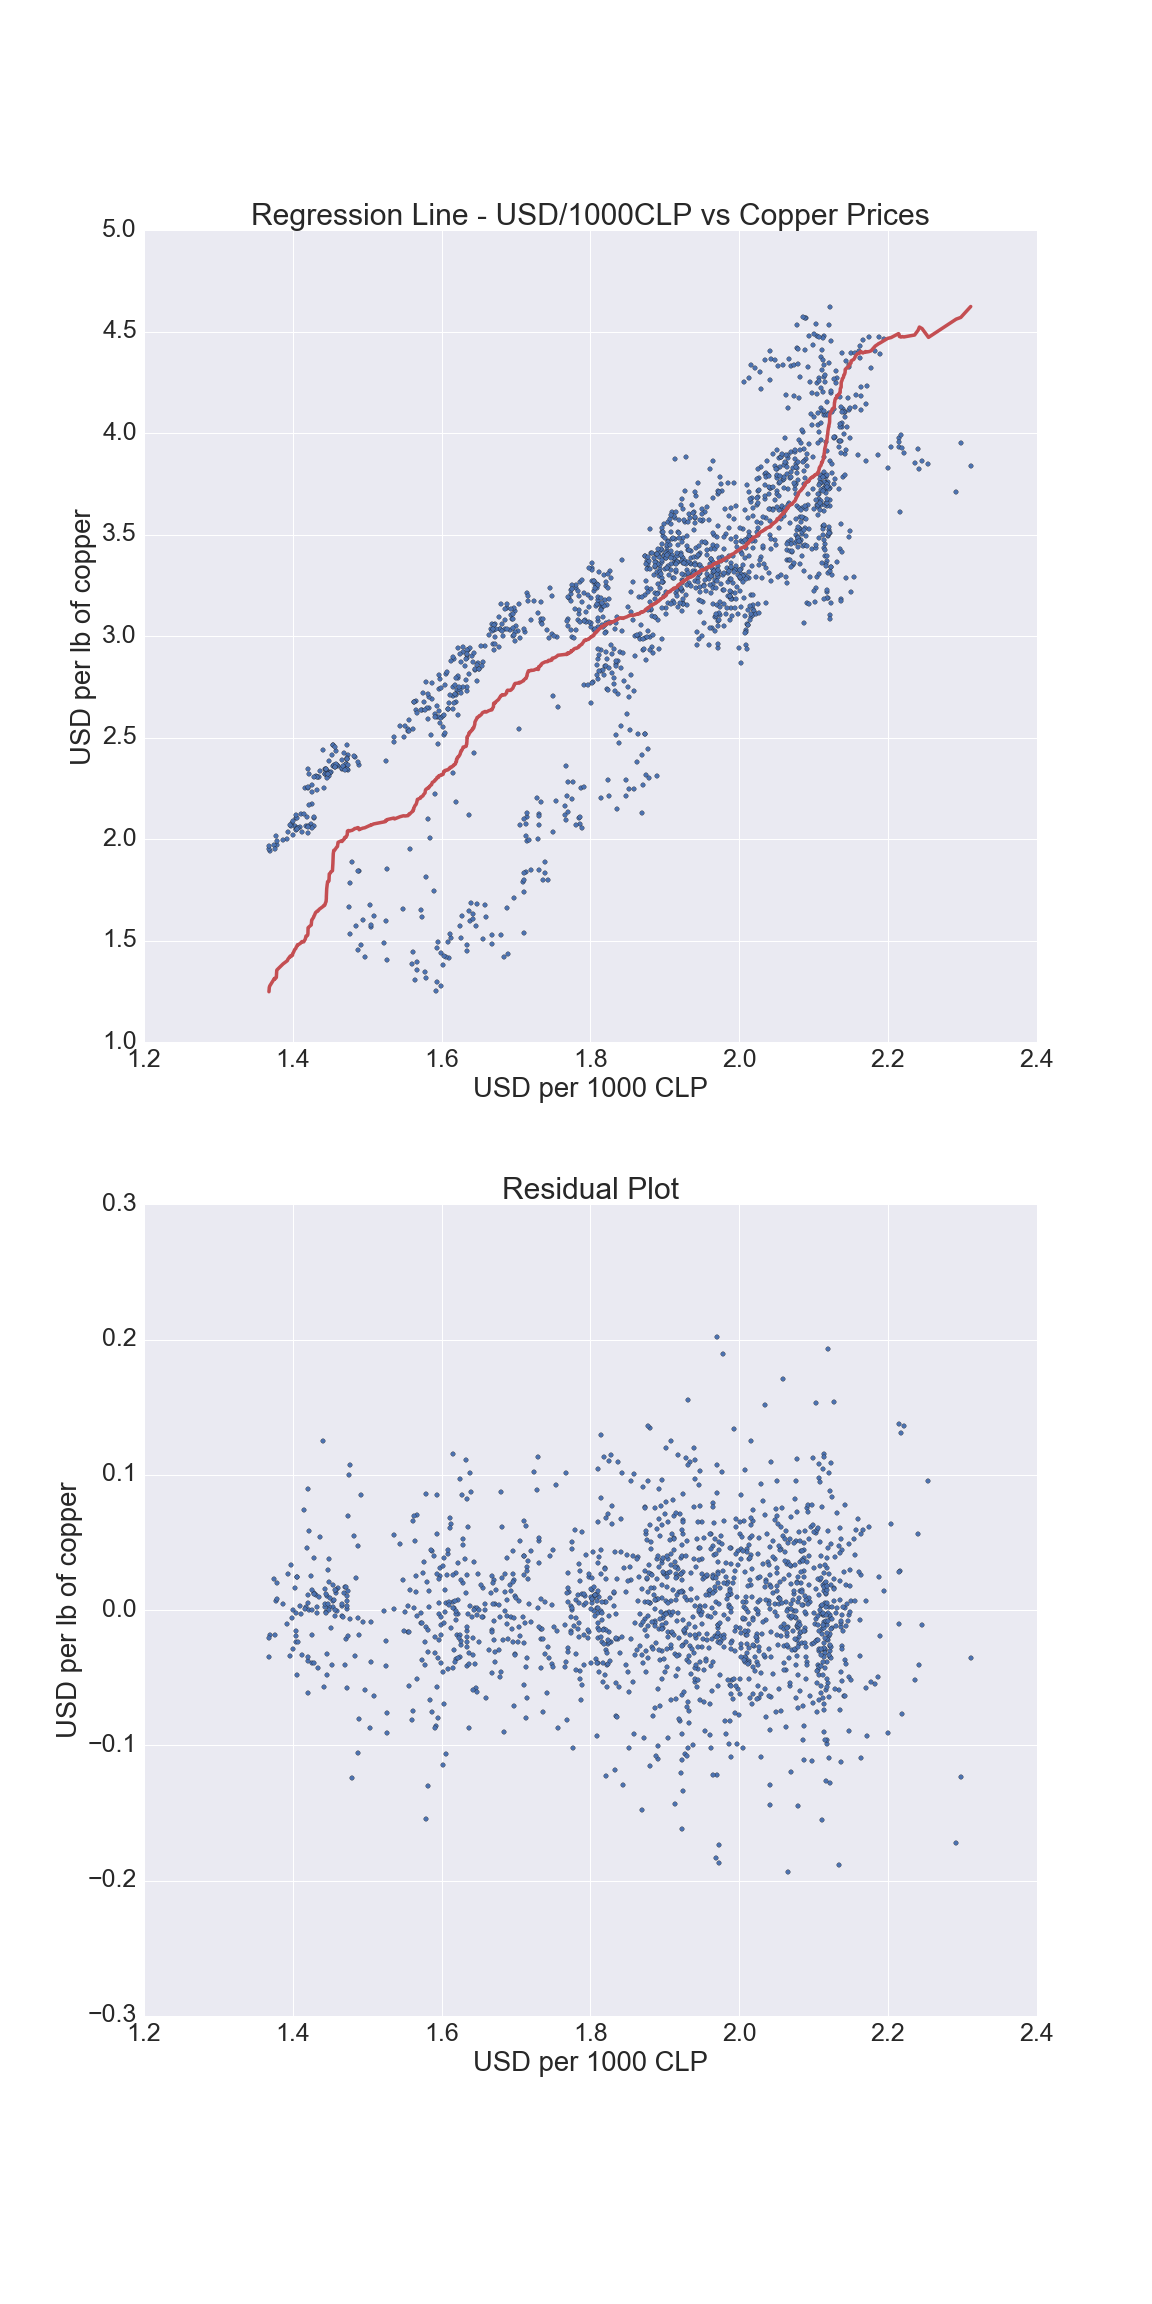 Regression Line - USD/1000CLP vs Copper Prices
5.0
4.5
4.0
3.5
3.0
2.5
2.0
1.5
1.0
USD per lb of copper
1.2 1.4 1.6 1.8 2.0 2.2 2.4
USD per 1000 CLP
Residual Plot
0.3
0.2
0.1
0.0
−0.1
−0.2
−0.3
USD per lb of copper
1.2 1.4 1.6 1.8 2.0 2.2 2.4
USD per 1000 CLP